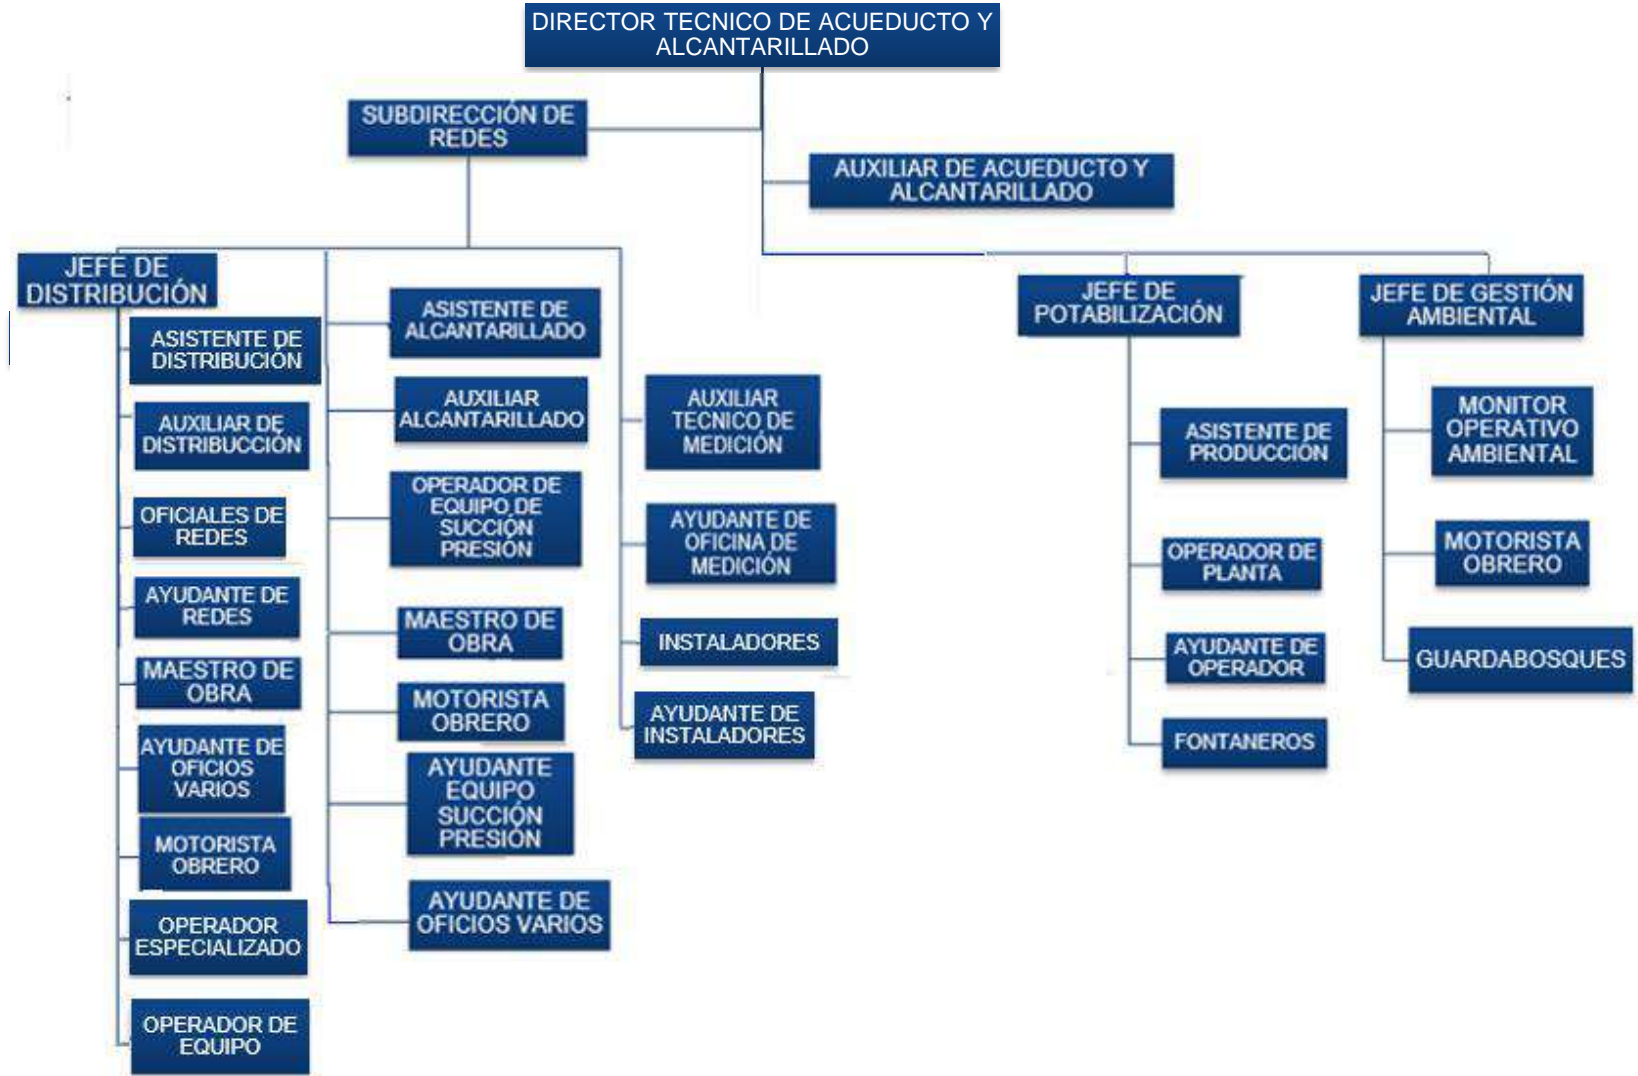 DIRECTOR TECNICO DE ACUEDUCTO Y
ALCANTARILLADO
SUBDIRECCIÓN DE
REDES
AUXILIAR DE ACUEDUCTO Y
ALCANTARILLADO
JEFE DE
DISTRIBUCIÓN
ASISTENTE DE
DISTRIBUCIÓN
AUXILIAR DE
DISTRIBUCCIÓN
OFICIALES DE
REDES
AYUDANTE DE
REDES
MAESTRO DE
OBRA
AYUDANTE DE
OFICIOS
VARIOS
MOTORISTA
OBRERO
OPERADOR
ESPECIALIZADO
OPERADOR DE
EQUIPO
ASISTENTE DE
ALCANTARILLADO
AUXILIAR
ALCANTARILLADO
OPERADOR DE
EQUIPO DE
SUCCIÓN
PRESIÓN
MAESTRO DE
OBRA
MOTORISTA
OBRERO
AYUDANTE
EQUIPO
SUCCIÓN
PRESIÓN
AYUDANTE DE
OFICIOS VARIOS
AUXILIAR
TECNICO DE
MEDICIÓN
AYUDANTE DE
OFICINA DE
MEDICIÓN
INSTALADORES
AYUDANTE DE
INSTALADORES
JEFE DE
POTABILIZACIÓN
ASISTENTE DE
PRODUCCIÓN
OPERADOR DE
PLANTA
AYUDANTE DE
OPERADOR
FONTANEROS
JEFE DE GESTIÓN
AMBIENTAL
MONITOR
OPERATIVO
AMBIENTAL
MOTORISTA
OBRERO
GUARDABOSQUES